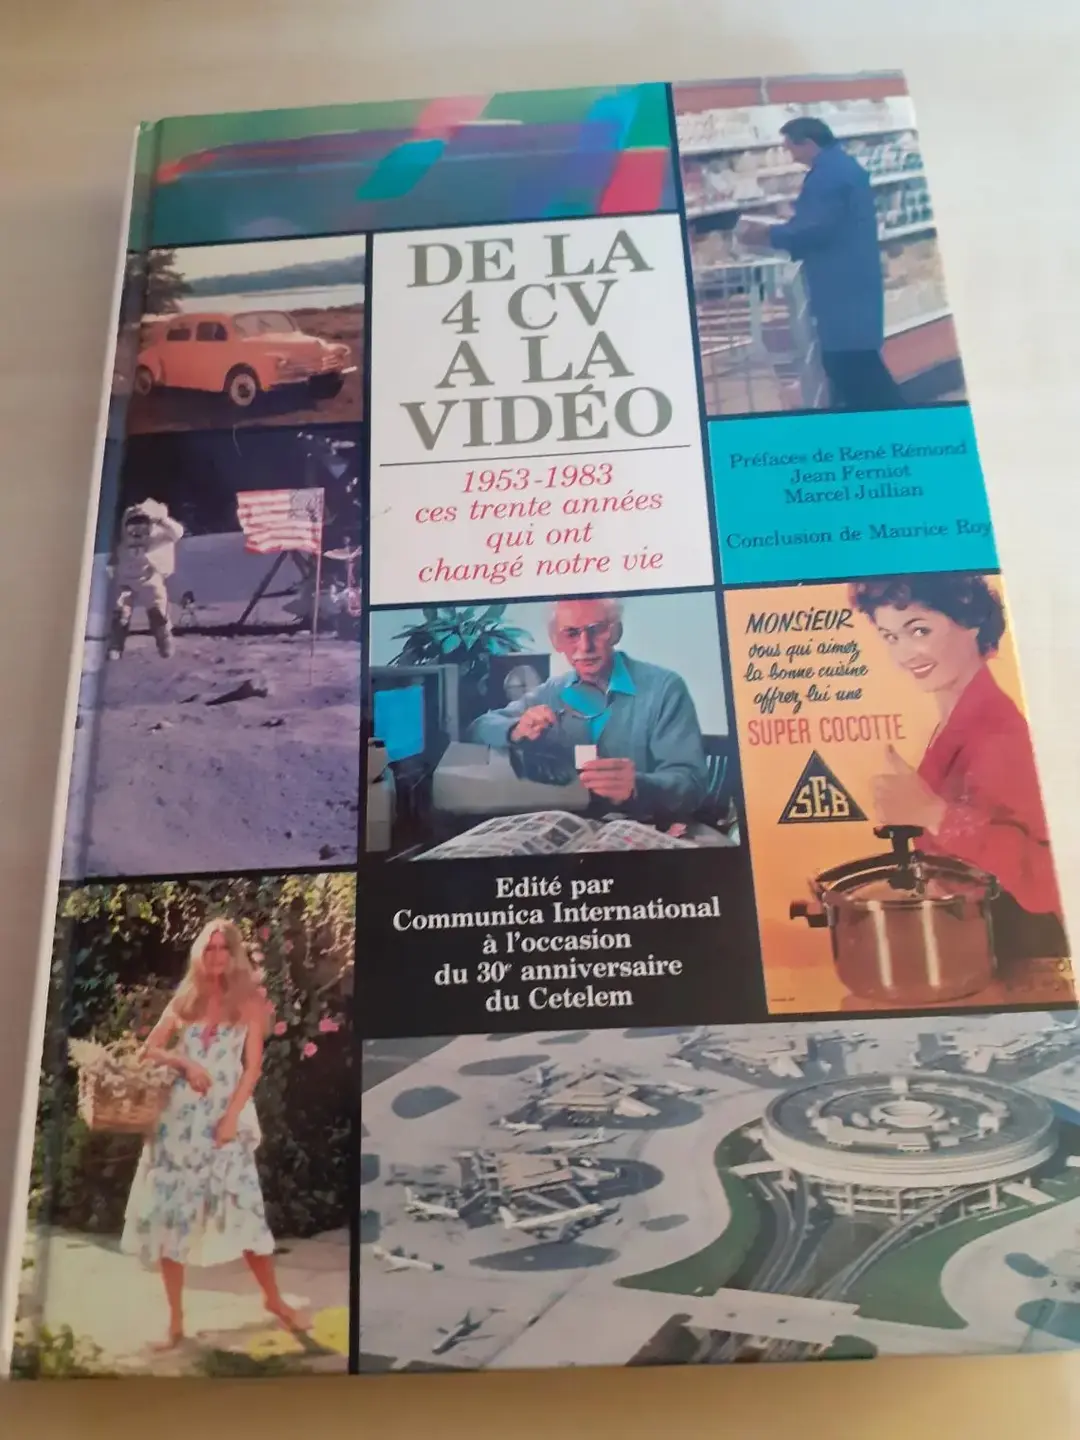 DE LA
4 CV
A LA
VIDÉO
1953-1983
ces trente années
qui ont
changé notre vie
Préfaces de René Rémond
Jean Ferniot
Marcel Jullian
Conclusion de Maurice Roy
MONSIEUR
vous qui aimez
la bonne cuisine
offrez lui une
SUPER COCOTTE
SEB
Edité par
Communica International
à l'occasion
du 30e anniversaire
du Cetelem